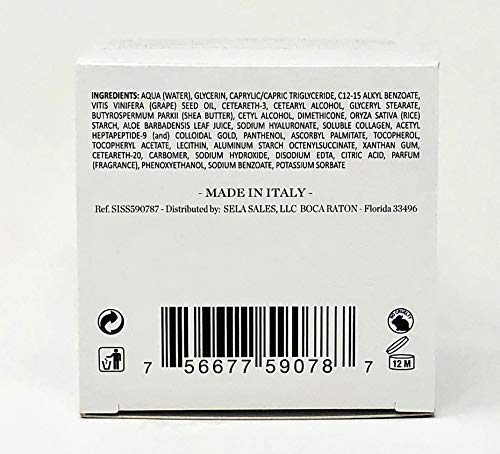 INGREDIENTS: AQUA (WATER), GLYCERIN, CAPRYLIC/CAPRIC TRIGLYCERIDE, C12-15 ALKYL BENZOATE,
VITIS VINIFERA (GRAPE) SEED OIL, CETEARETH-3, CETEARYL ALCOHOL, GLYCERYL STEARATE,
BUTYROSPERMUM PARKII (SHEA BUTTER), CETYL ALCOHOL, DIMETHICONE, ORYZA SATIVA (RICE)
STARCH, ALOE BARBADENSIS LEAF JUICE, SODIUM HYALURONATE, SOLUBLE COLLAGEN, ACETYL
HEPTAPEPTIDE-9 (and) COLLOIDAL GOLD, PANTHENOL, ASCORBYL PALMITATE, TOCOPHEROL,
TOCOPHERYL ACETATE, LECITHIN, ALUMINUM STARCH OCTENYLSUCCINATE, XANTHAN GUM,
CETEARETH-20, CARBOMER, SODIUM HYDROXIDE, DISODIUM EDTA, CITRIC ACID, PARFUM
(FRAGRANCE), PHENOXYETHANOL, SODIUM BENZOATE, POTASSIUM SORBATE
- MADE IN ITALY -
Ref. SISS590787 - Distributed by: SELA SALES, LLC BOCA RATON - Florida 33496
NO CRUELTY
12 M
7 56677 59078 7